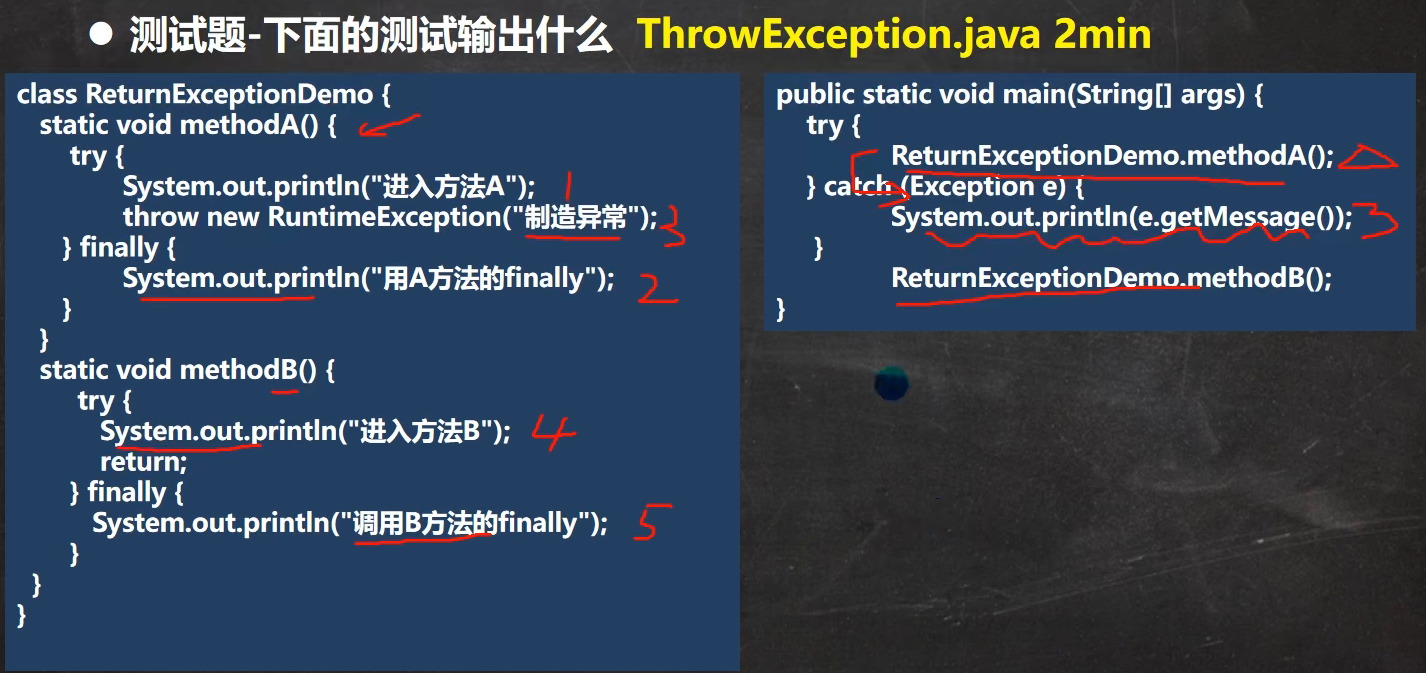 ● 测试题-下面的测试输出什么 ThrowException.java 2min
class ReturnExceptionDemo {
static void methodA() {
try {
System.out.println("进入方法A"); 1
throw new RuntimeException("制造异常"); 3
} finally {
System.out.println("用A方法的finally"); 2
}
}
static void methodB() {
try {
System.out.println("进入方法B"); 4
return;
} finally {
System.out.println("调用B方法的finally"); 5
}
}
}
public static void main(String[] args) {
try {
ReturnExceptionDemo.methodA();
} catch (Exception e) {
System.out.println(e.getMessage()); 3
}
ReturnExceptionDemo.methodB();
}